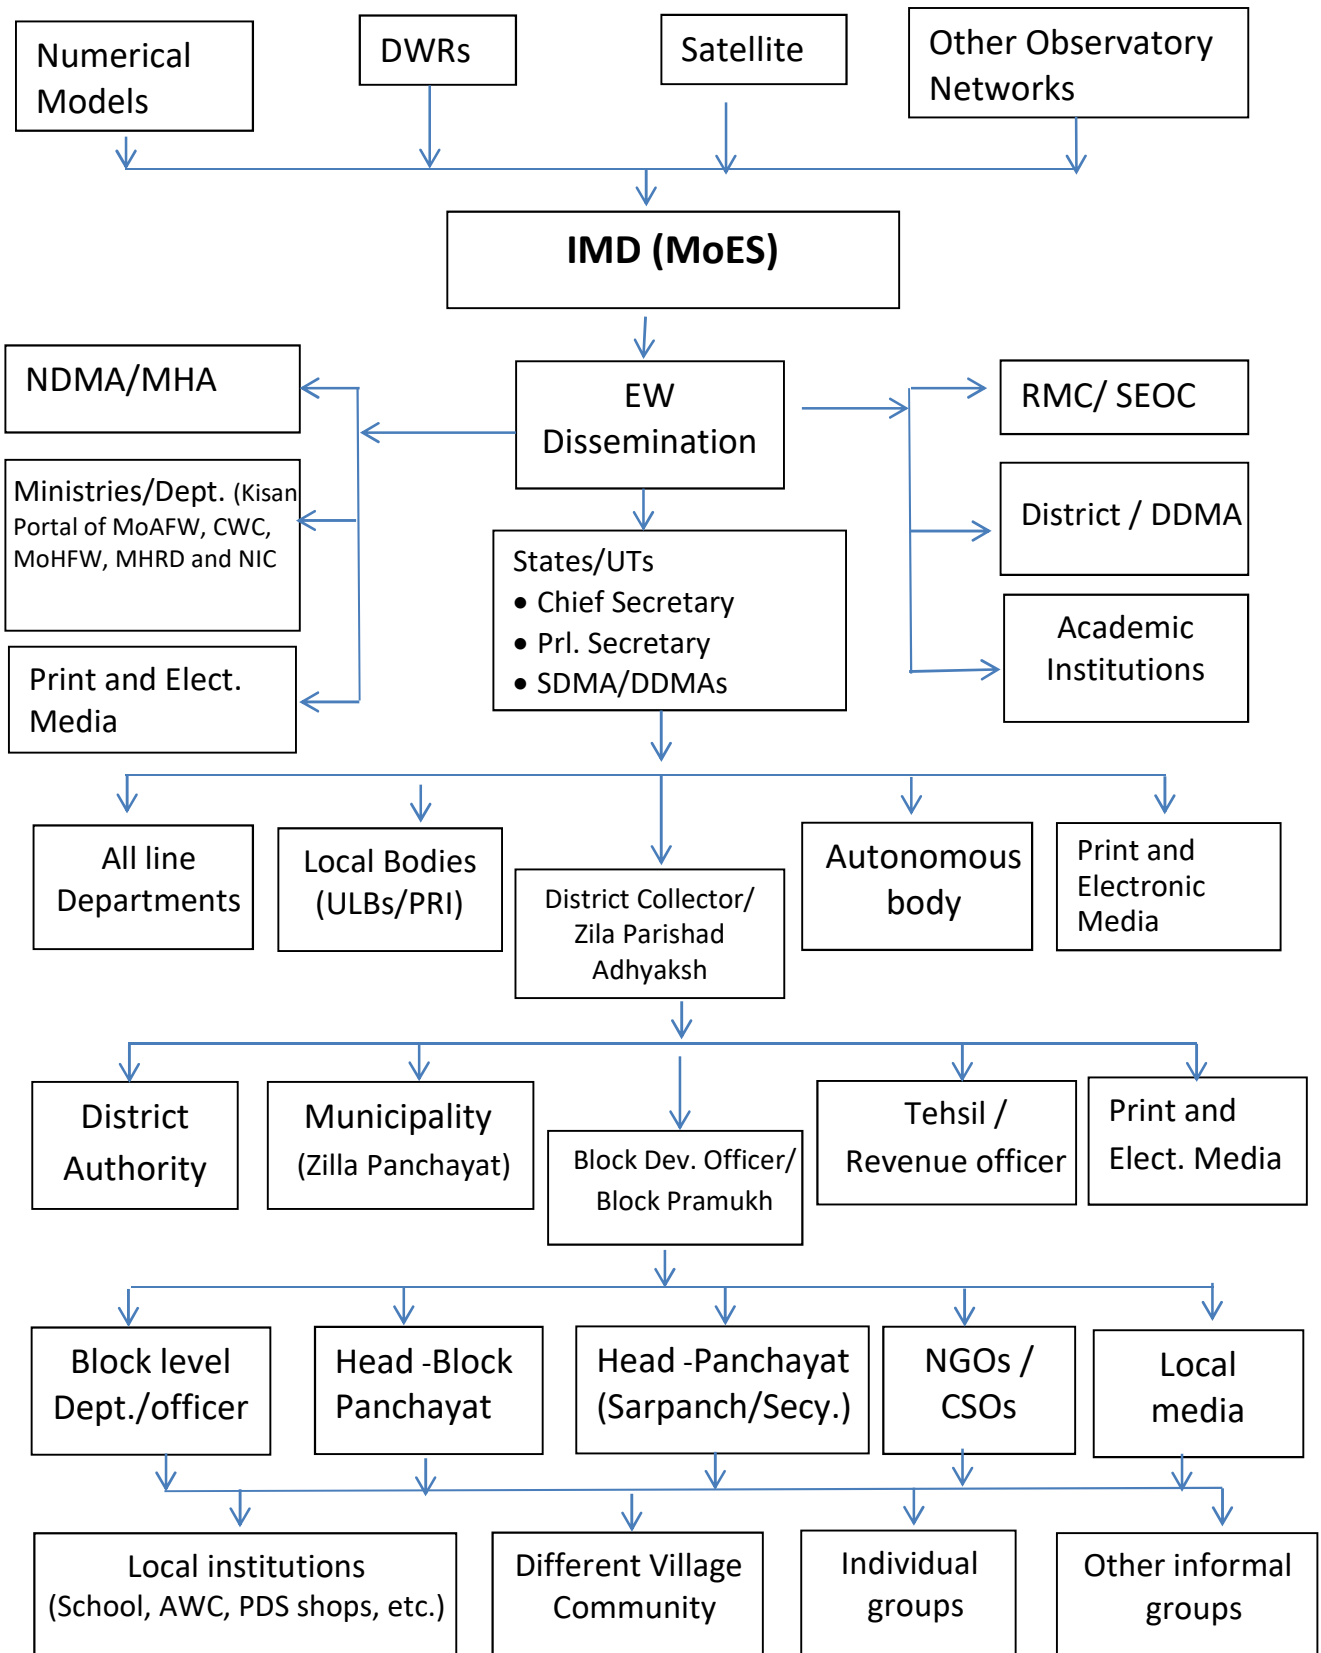 Numerical
Models
DWRs
Satellite
Other Observatory
Networks
IMD (MoES)
NDMA/MHA
EW
Dissemination
RMC/ SEOC
Ministries/Dept. (Kisan
Portal of MoAFW, CWC,
MoHFW, MHRD and NIC
District / DDMA
States/UTs
• Chief Secretary
• Prl. Secretary
• SDMA/DDMAs
Print and Elect.
Media
Academic
Institutions
All line
Departments
Local Bodies
(ULBs/PRI)
District Collector/
Zila Parishad
Adhyaksh
Autonomous
body
Print and
Electronic
Media
District
Authority
Municipality
(Zilla Panchayat)
Block Dev. Officer/
Block Pramukh
Tehsil /
Revenue officer
Print and
Elect. Media
Block level
Dept./officer
Head -Block
Panchayat
Head -Panchayat
(Sarpanch/Secy.)
NGOs /
CSOs
Local
media
Local institutions
(School, AWC, PDS shops, etc.)
Different Village
Community
Individual
groups
Other informal
groups